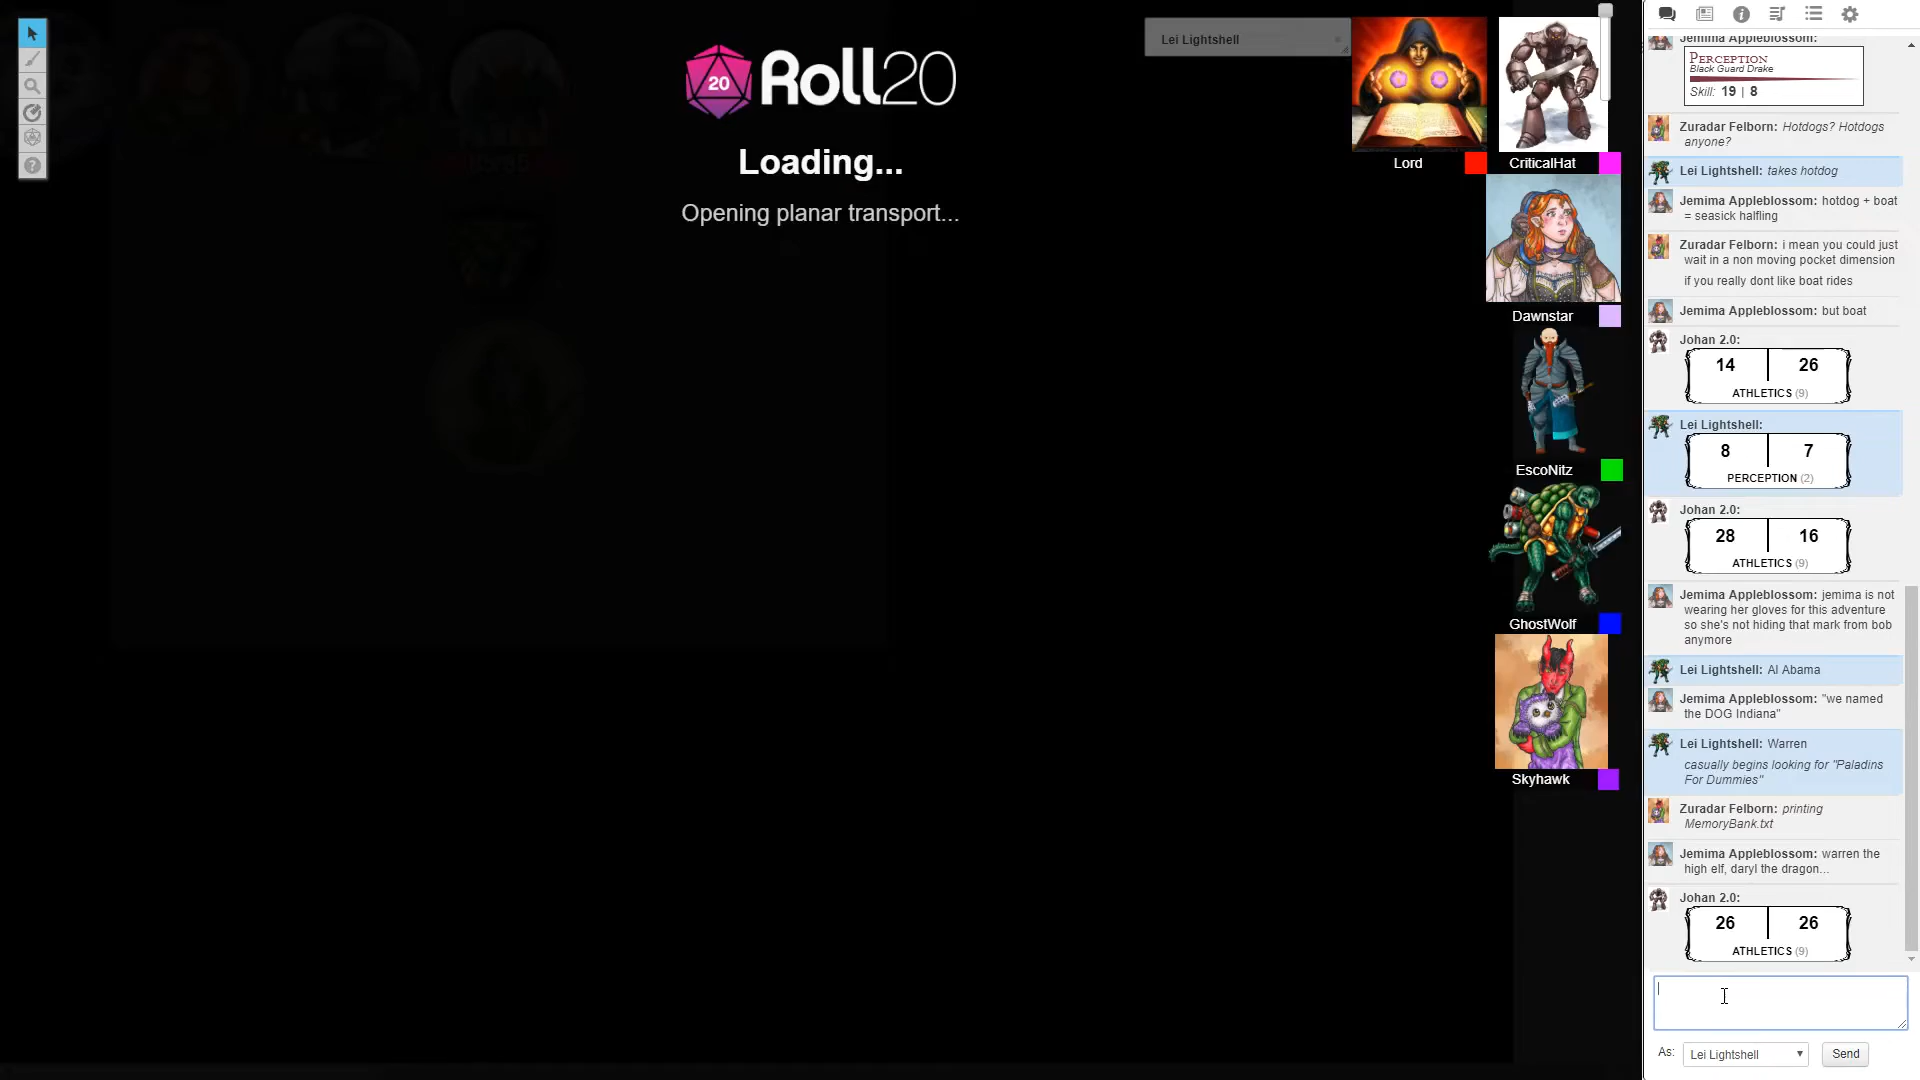 20
Roll20
Loading...
Opening planar transport...
Lei Lightshell
Lord
CriticalHat
Dawnstar
EscoNitz
GhostWolf
Skyhawk
Jemima Appleblossom:
PERCEPTION
Black Guard Drake
Skill: 19 | 8
Zuradar Felborn: Hotdogs? Hotdogs
anyone?
Lei Lightshell: takes hotdog
Jemima Appleblossom: hotdog + boat
= seasick halfling
Zuradar Felborn: i mean you could just
wait in a non moving pocket dimension
if you really dont like boat rides
Jemima Appleblossom: but boat
Johan 2.0:
14 26
ATHLETICS (9)
Lei Lightshell:
8 7
PERCEPTION (2)
Johan 2.0:
28 16
ATHLETICS (9)
Jemima Appleblossom: jemima is not
wearing her gloves for this adventure
so she's not hiding that mark from bob
anymore
Lei Lightshell: Al Abama
Jemima Appleblossom: "we named
the DOG Indiana"
Lei Lightshell: Warren
casually begins looking for "Paladins
For Dummies"
Zuradar Felborn: printing
MemoryBank.txt
Jemima Appleblossom: warren the
high elf, daryl the dragon...
Johan 2.0:
26 26
ATHLETICS (9)
As: Lei Lightshell Send